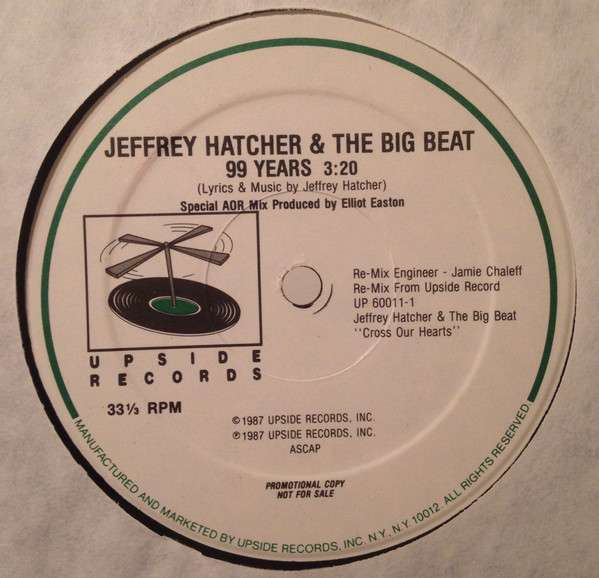 JEFFREY HATCHER & THE BIG BEAT
99 YEARS 3:20
(Lyrics & Music by Jeffrey Hatcher)
Special AOR Mix Produced by Elliot Easton
UPSIDE
RECORDS
33⅓ RPM
Re-Mix Engineer - Jamie Chaleff
Re-Mix From Upside Record
UP 60011-1
Jeffrey Hatcher & The Big Beat
"Cross Our Hearts"
©1987 UPSIDE RECORDS, INC.
℗1987 UPSIDE RECORDS, INC.
ASCAP
PROMOTIONAL COPY
NOT FOR SALE
MANUFACTURED AND MARKETED BY UPSIDE RECORDS, INC. N.Y., N.Y. 10012. ALL RIGHTS RESERVED.